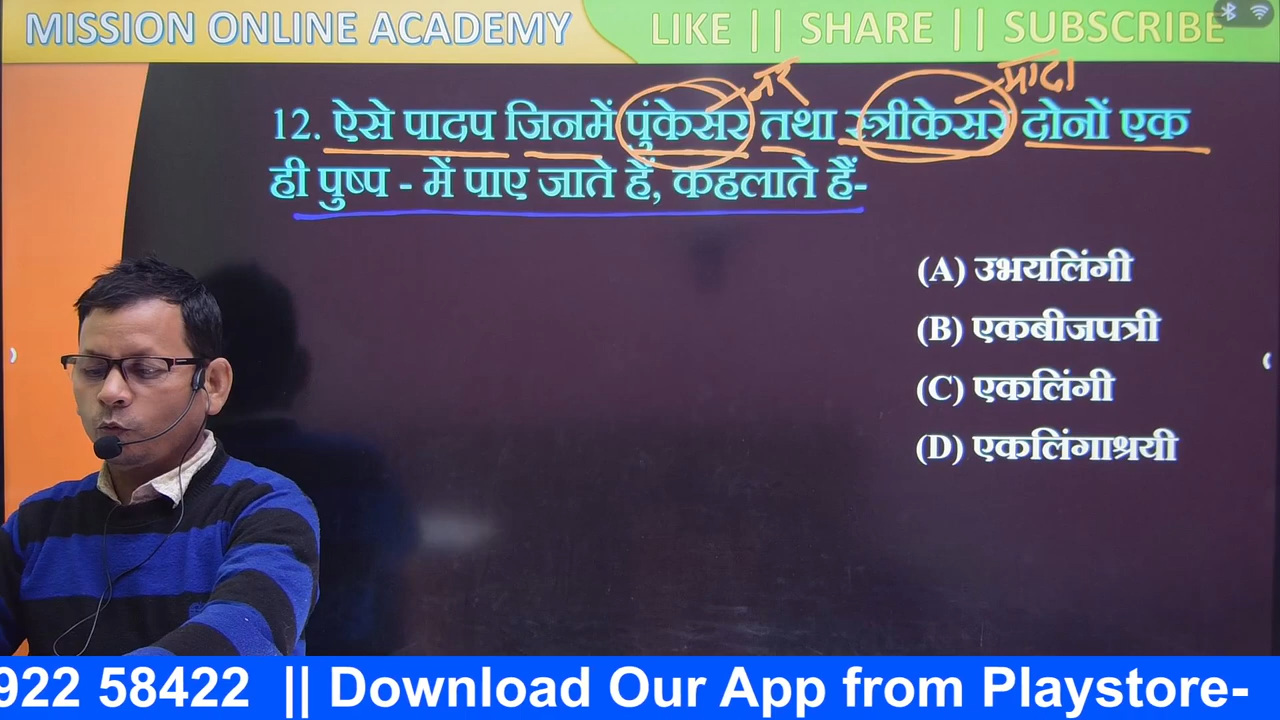 MISSION ONLINE ACADEMY
LIKE || SHARE || SUBSCRIBE
नर
मादा
12. ऐसे पादप जिनमें पुंकेसर तथा स्त्रीकेसर दोनों एक
ही पुष्प - में पाए जाते हैं, कहलाते हैं-
(A) उभयलिंगी
(B) एकबीजपत्री
(C) एकलिंगी
(D) एकलिंगाश्रयी
922 58422 || Download Our App from Playstore-